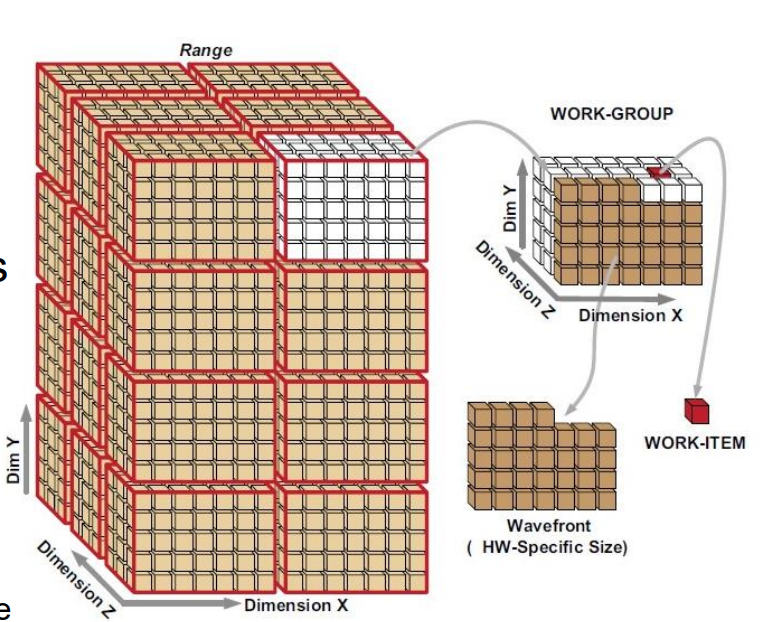 Range
WORK-GROUP
Dim Y
Dimension Z
Dimension X
s
WORK-ITEM
Dim Y
Wavefront
( HW-Specific Size)
Dimension Z
Dimension X
e